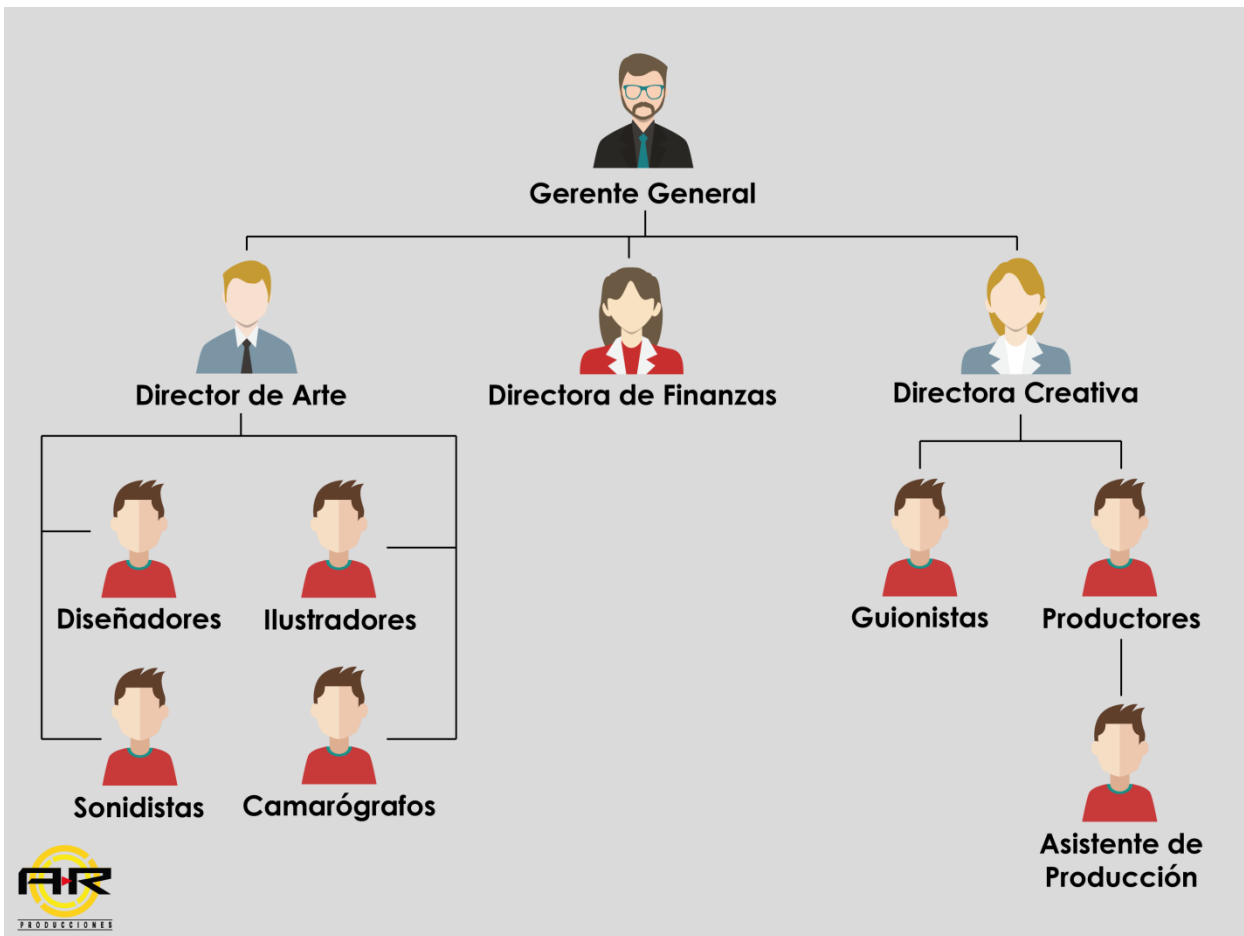 Gerente General
Director de Arte
Directora de Finanzas
Directora Creativa
Diseñadores
Ilustradores
Guionistas
Productores
Sonidistas
Camarógrafos
Asistente de
Producción
AR
PRODUCCIONES